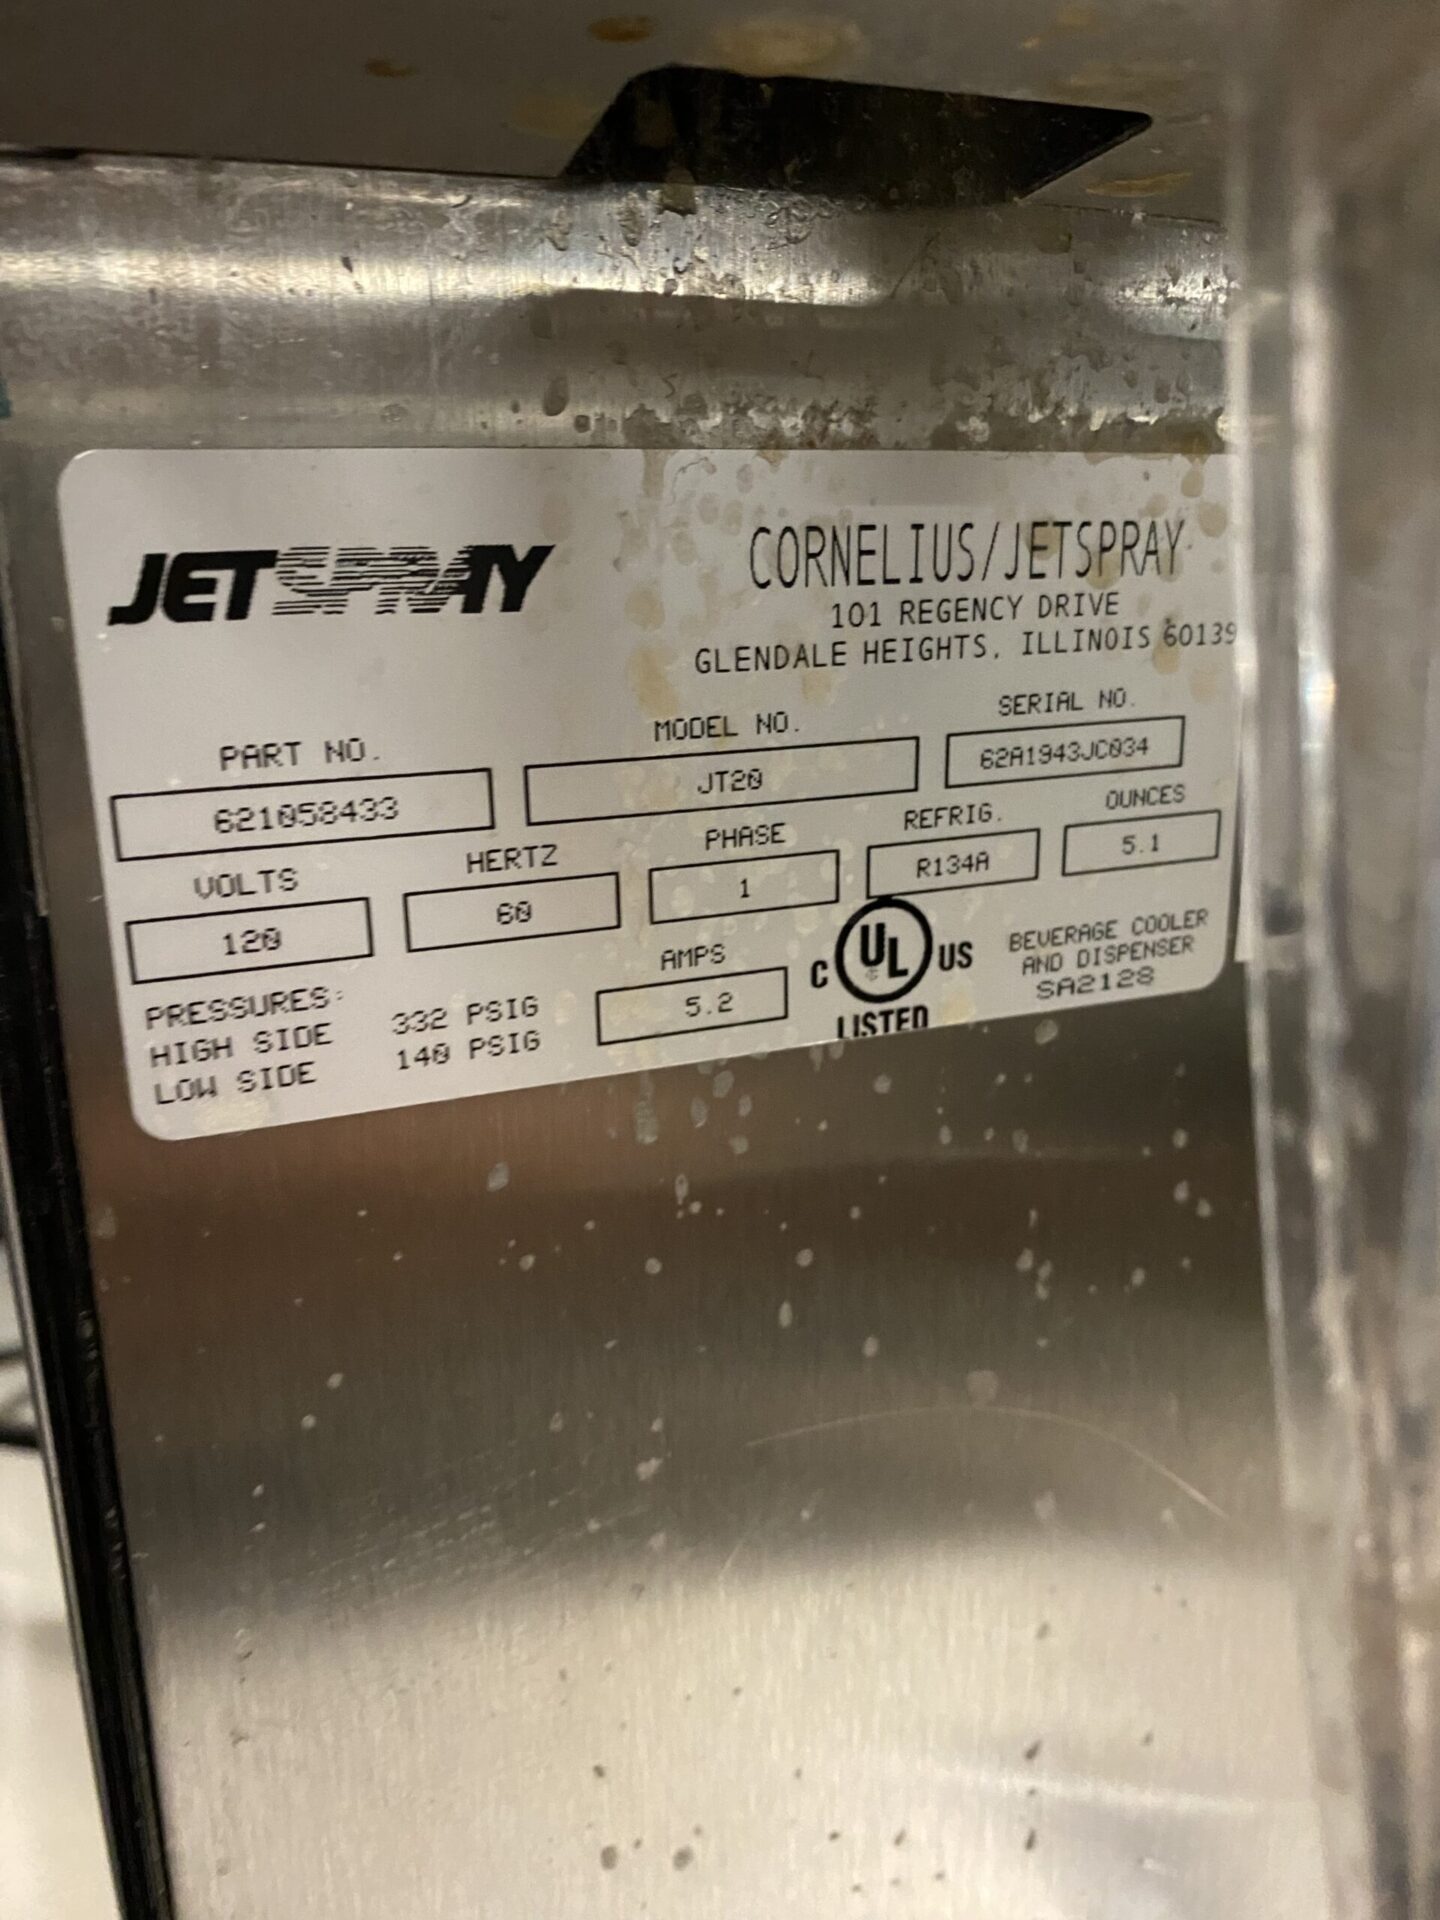 JETSPRAY
CORNELIUS/JETSPRAY
101 REGENCY DRIVE
GLENDALE HEIGHTS, ILLINOIS 60139
PART NO.
MODEL NO.
SERIAL NO.
621058433
JT20
62A1943JC034
VOLTS
HERTZ
PHASE
REFRIG.
OUNCES
120
60
1
R134A
5.1
PRESSURES:
HIGH SIDE 332 PSIG
LOW SIDE 140 PSIG
AMPS
5.2
C UL US
LISTED
BEVERAGE COOLER
AND DISPENSER
SA2128